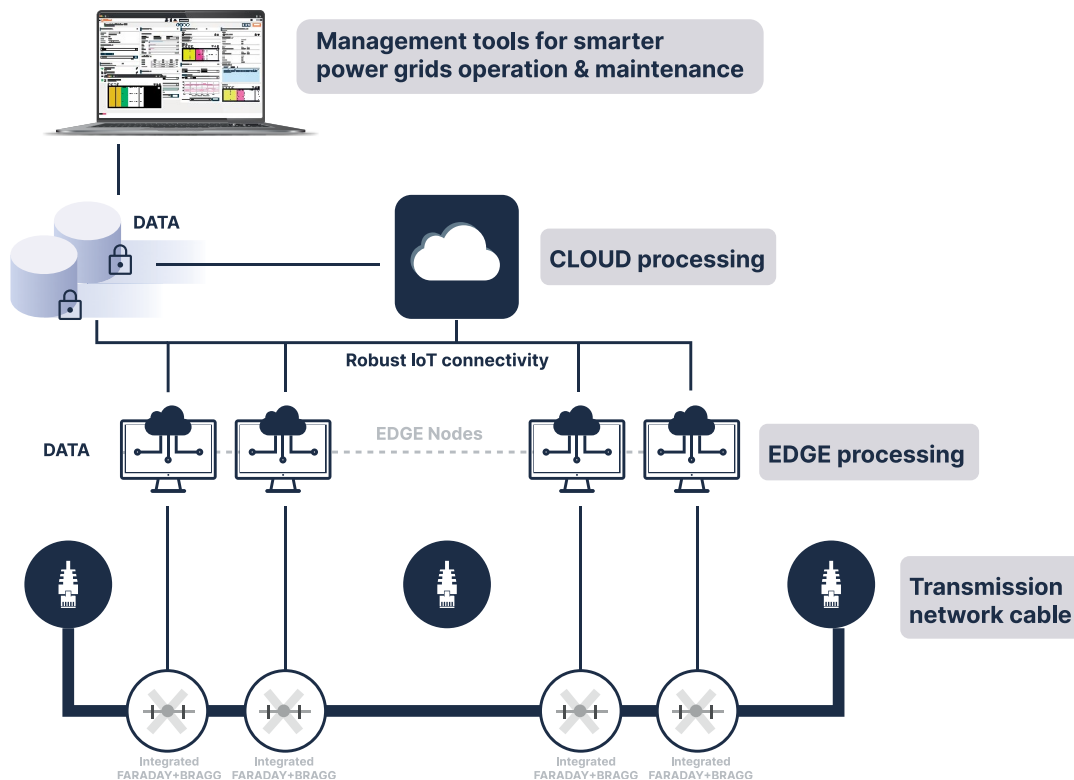 Management tools for smarter
power grids operation & maintenance
DATA
CLOUD processing
Robust IoT connectivity
DATA
EDGE Nodes
EDGE processing
Transmission
network cable
Integrated
FARADAY+BRAGG
Integrated
FARADAY+BRAGG
Integrated
FARADAY+BRAGG
Integrated
FARADAY+BRAGG